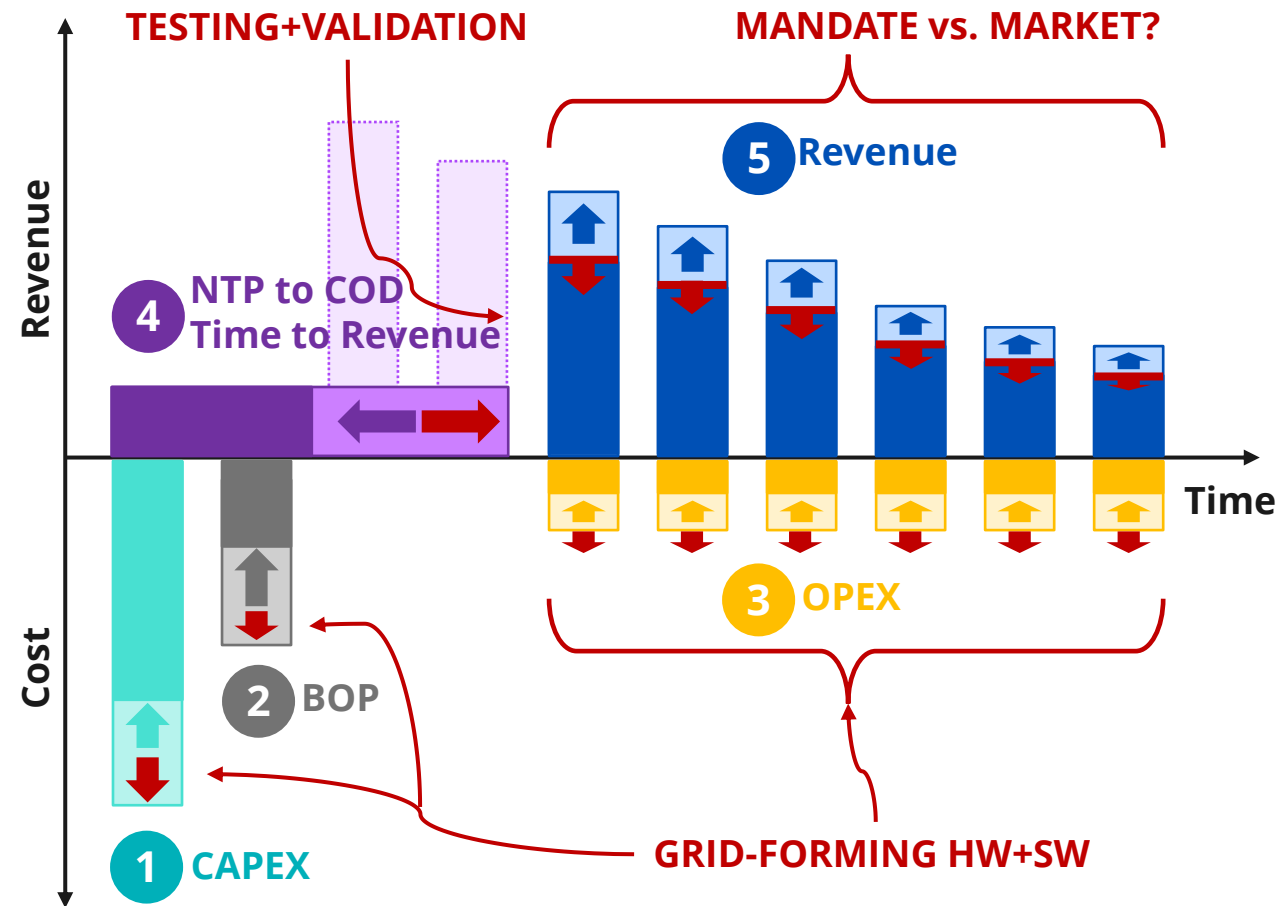 TESTING+VALIDATION
MANDATE vs. MARKET?
Revenue
5 Revenue
4 NTP to COD
Time to Revenue
Time
3 OPEX
Cost
2 BOP
GRID-FORMING HW+SW
1 CAPEX